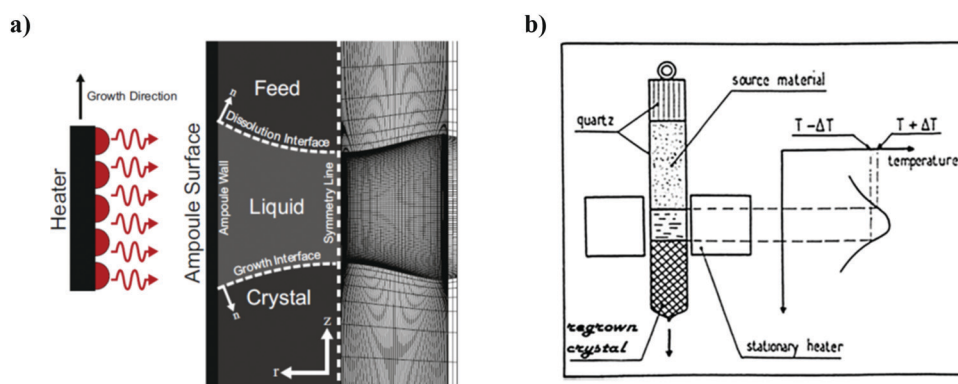 a)
Heater
Growth Direction
Ampoule Surface
Feed
n
Dissolution Interface
Ampoule Wall
Liquid
Symmetry Line
Growth Interface
n
Crystal
z
r
b)
source material
quartz
T-ΔT
T+ΔT
temperature
regrown
crystal
stationary heater